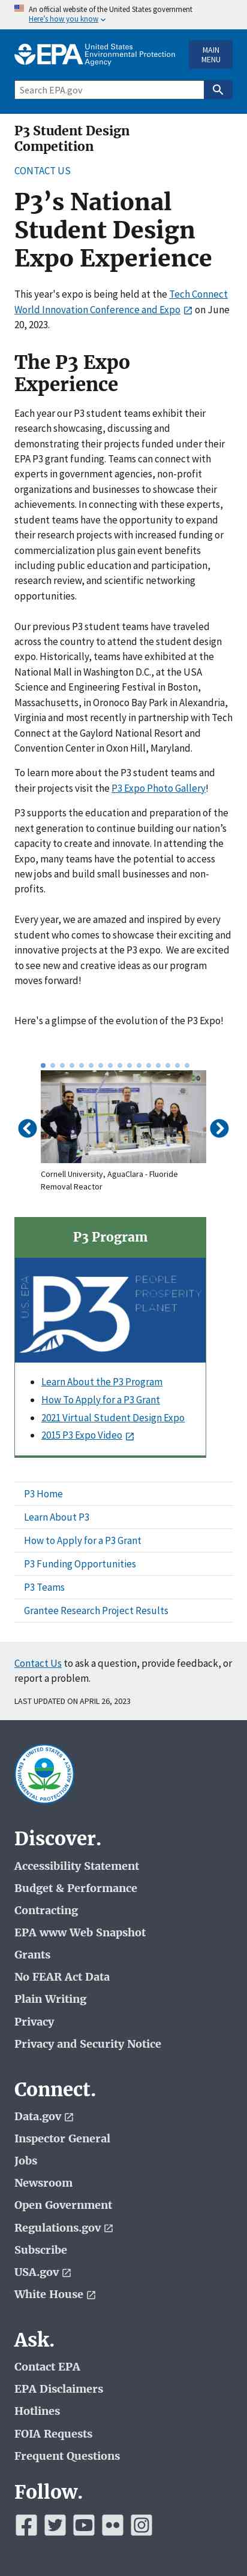 An official website of the United States government
Here's how you know
EPA United States
Environmental Protection
Agency
MAIN
MENU
Search EPA.gov
P3 Student Design
Competition
CONTACT US
P3's National
Student Design
Expo Experience
This year's expo is being held at the Tech Connect
World Innovation Conference and Expo on June
20, 2023.
The P3 Expo
Experience
Each year our P3 student teams exhibit their
research, showcasing, discussing and
demonstrating their projects funded under their
EPA P3 grant funding. Teams can connect with
experts, government agencies, non-profit
organizations and businesses to showcase their
achievements. In addition to connecting with these
experts, student teams have the opportunity to
further their research with projects moving forward
commercialization plus gain environmental
benefits, including public education and
participation, research review, and scientific
networking opportunities.
Our previous P3 student teams have traveled
across the country to attend the student design
expo. Historically, teams have exhibited at the
National Mall in Washington D.C., at the USA
Science and Engineering Festival in Boston,
Massachusetts, in Oronoco Bay Park in Alexandria,
Virginia and most recently in partnership with Tech
Connect at the Gaylord National Resort and
Convention Center in Oxon Hill, Maryland.
To learn more about the P3 student teams and
their projects visit the P3 Expo Photo Gallery!
P3 supports the education and preparation of the
next generation to continue building our nation's
capacity to create and innovate. In attending the
Expo, many teams have the potential to access
new jobs and build small businesses and non-
profits.
Every year, we are amazed and inspired by every
one that comes to showcase their exciting and
innovative projects at the P3 expo. We are excited
to see new and creative ideas as our program
moves forward!
Here's a glimpse of the evolution of the P3 Expo!
Cornell University, AguaClara - Fluoride
Removal Reactor
P3 Program
U.S. EPA P3 PEOPLE
PROSPERITY
PLANET
Learn About the P3 Program
How To Apply for a P3 Grant
2021 Virtual Student Design Expo
2015 P3 Expo Video
P3 Home
Learn About P3
How to Apply for a P3 Grant
P3 Funding Opportunities
P3 Teams
Grantee Research Project Results
Contact Us to ask a question, provide feedback, or
report a problem.
LAST UPDATED ON APRIL 26, 2023
UNITED STATES
ENVIRONMENTAL PROTECTION AGENCY
Discover.
Accessibility Statement
Budget & Performance
Contracting
EPA www Web Snapshot
Grants
No FEAR Act Data
Plain Writing
Privacy
Privacy and Security Notice
Connect.
Data.gov
Inspector General
Jobs
Newsroom
Open Government
Regulations.gov
Subscribe
USA.gov
White House
Ask.
Contact EPA
EPA Disclaimers
Hotlines
FOIA Requests
Frequent Questions
Follow.